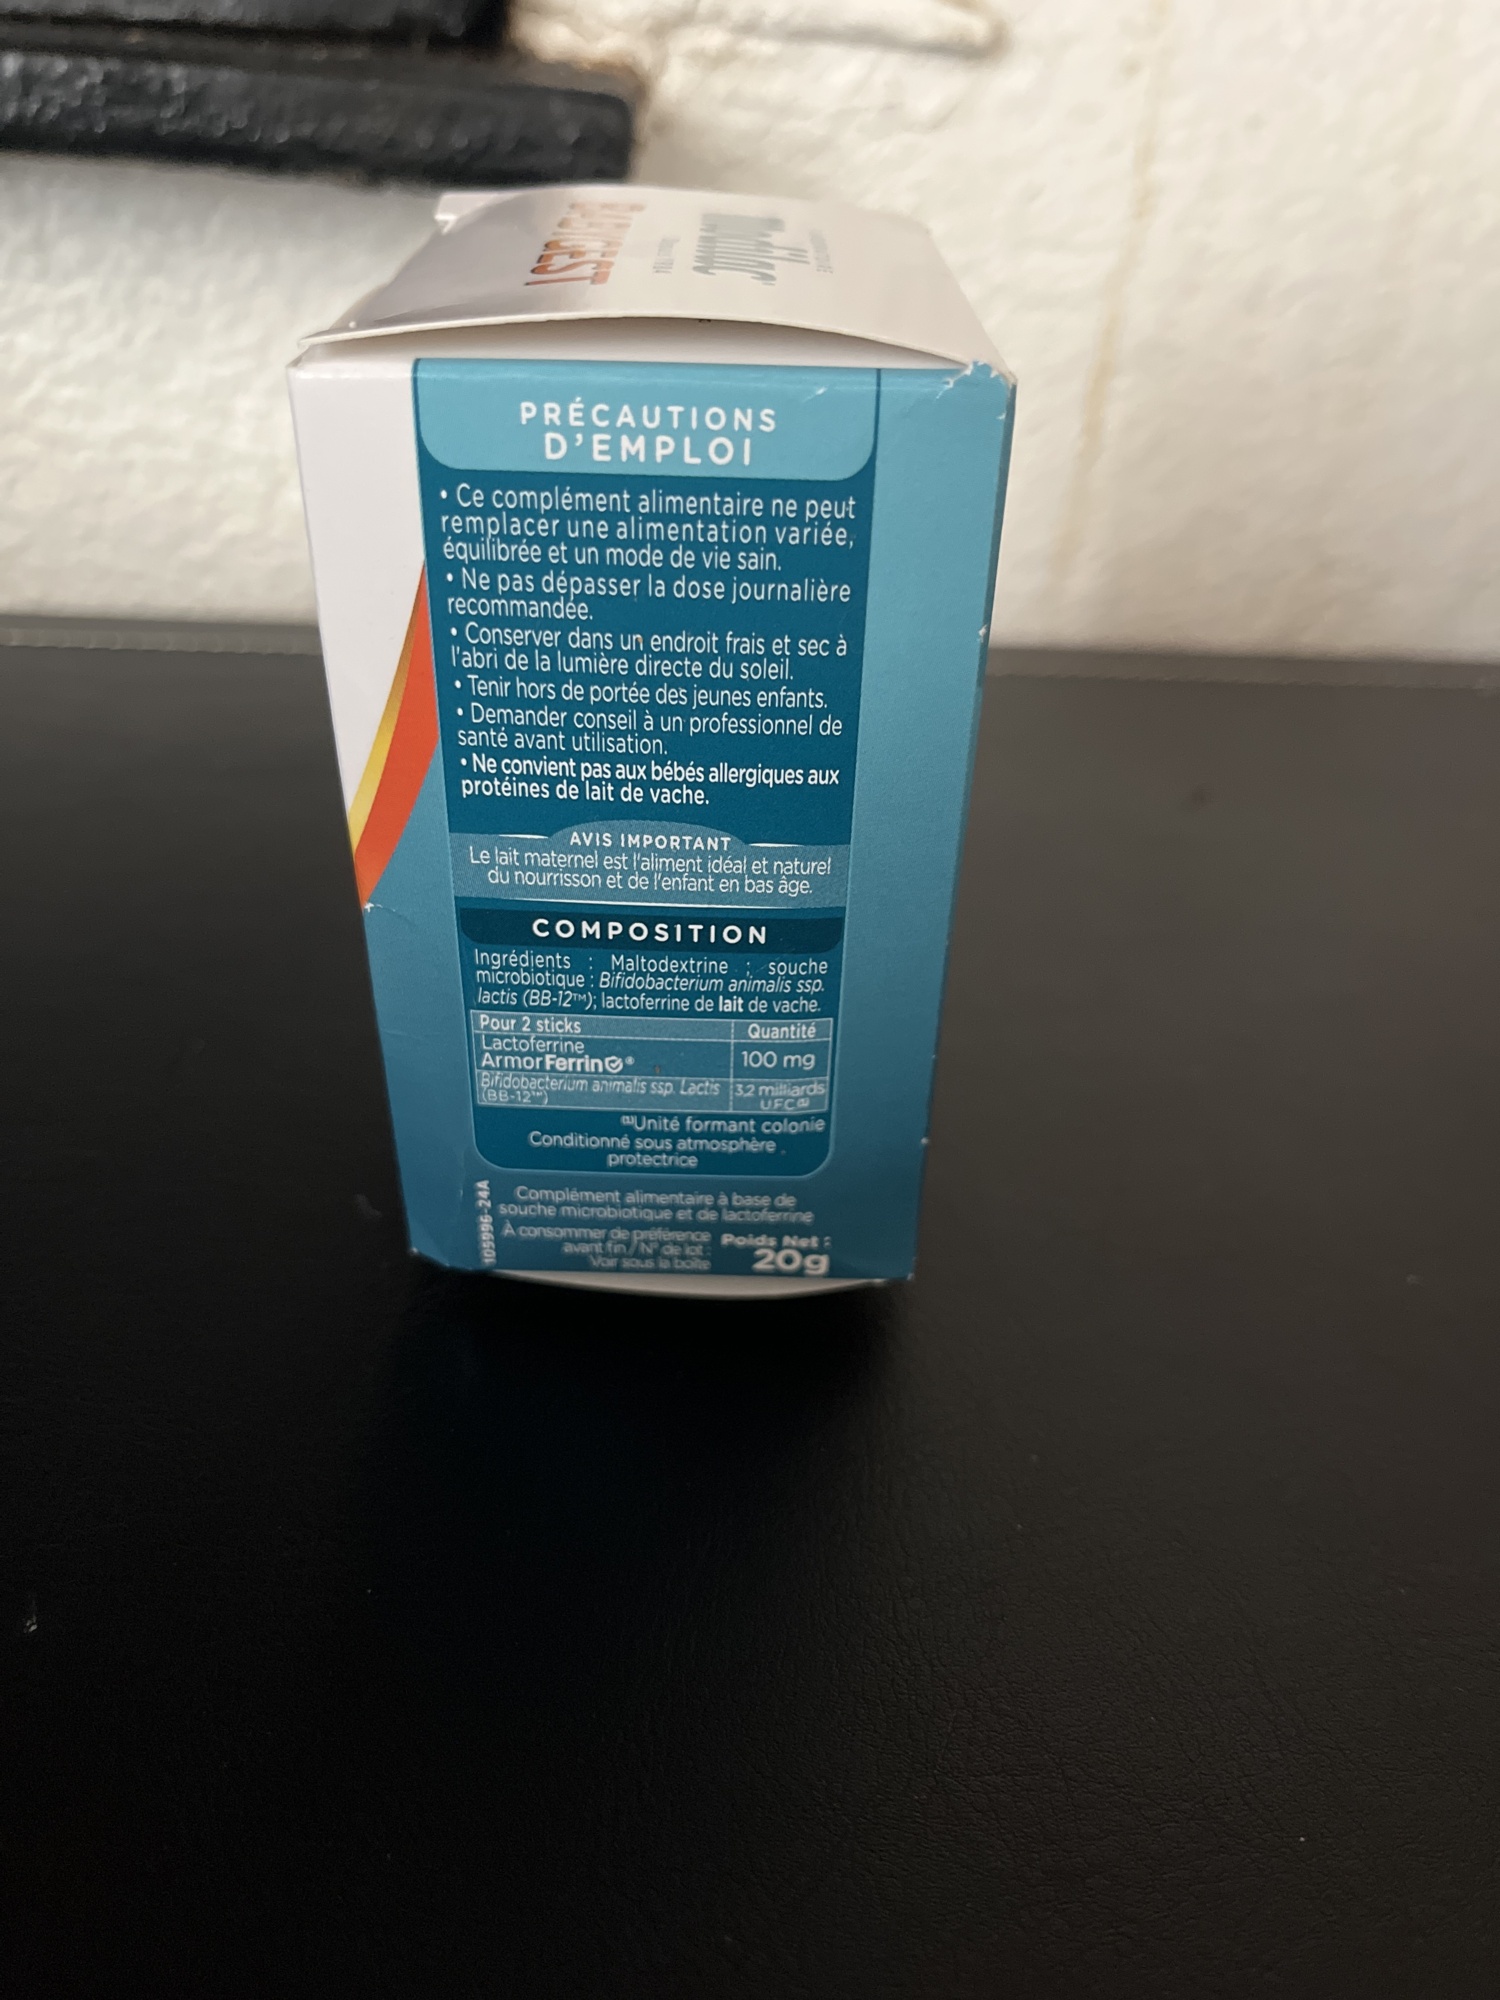 PRÉCAUTIONS
D'EMPLOI
• Ce complément alimentaire ne peut
remplacer une alimentation variée,
équilibrée et un mode de vie sain.
• Ne pas dépasser la dose journalière
recommandée.
• Conserver dans un endroit frais et sec à
l'abri de la lumière directe du soleil.
• Tenir hors de portée des jeunes enfants.
• Demander conseil à un professionnel de
santé avant utilisation.
• Ne convient pas aux bébés allergiques aux
protéines de lait de vache.
AVIS IMPORTANT
Le lait maternel est l'aliment idéal et naturel
du nourrisson et de l'enfant en bas âge.
COMPOSITION
Ingrédients : Maltodextrine ; souche
microbiotique : Bifidobacterium animalis ssp.
lactis (BB-12™); lactoferrine de lait de vache.
Pour 2 sticks Quantité
Lactoferrine
ArmorFerrin® 100 mg
Bifidobacterium animalis ssp. Lactis 3,2 milliards
(BB-12™) UFC(1)
(1)Unité formant colonie
Conditionné sous atmosphère
protectrice
Complément alimentaire à base de
souche microbiotique et de lactoferrine
À consommer de préférence
avant fin / N° de lot :
Voir sous la boîte
Poids Net :
20g
105996-24A